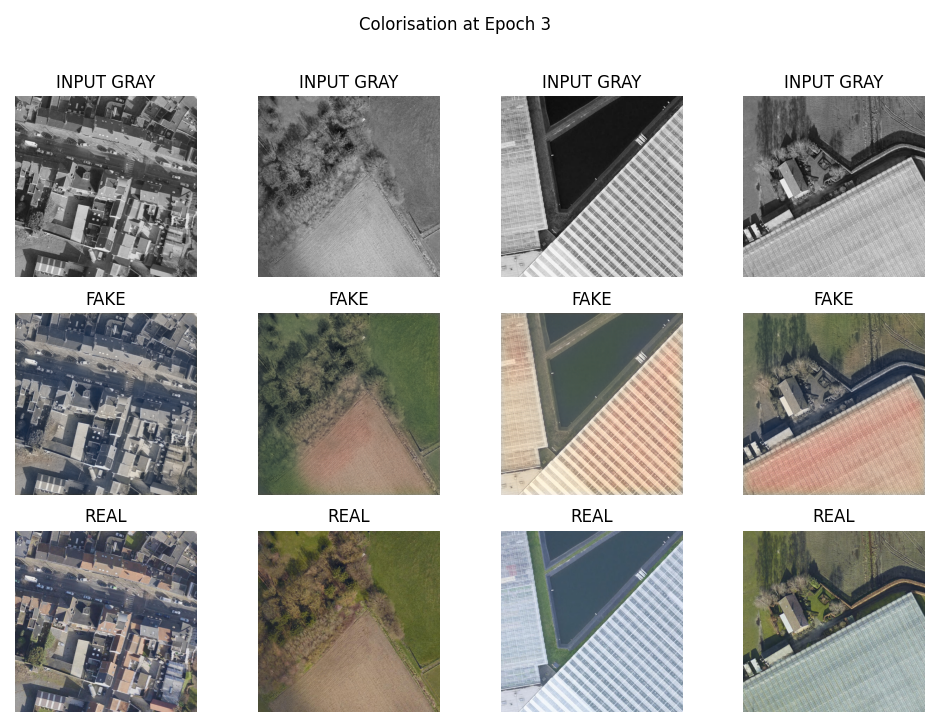 Colorisation at Epoch 3
INPUT GRAY INPUT GRAY INPUT GRAY INPUT GRAY
FAKE FAKE FAKE FAKE
REAL REAL REAL REAL